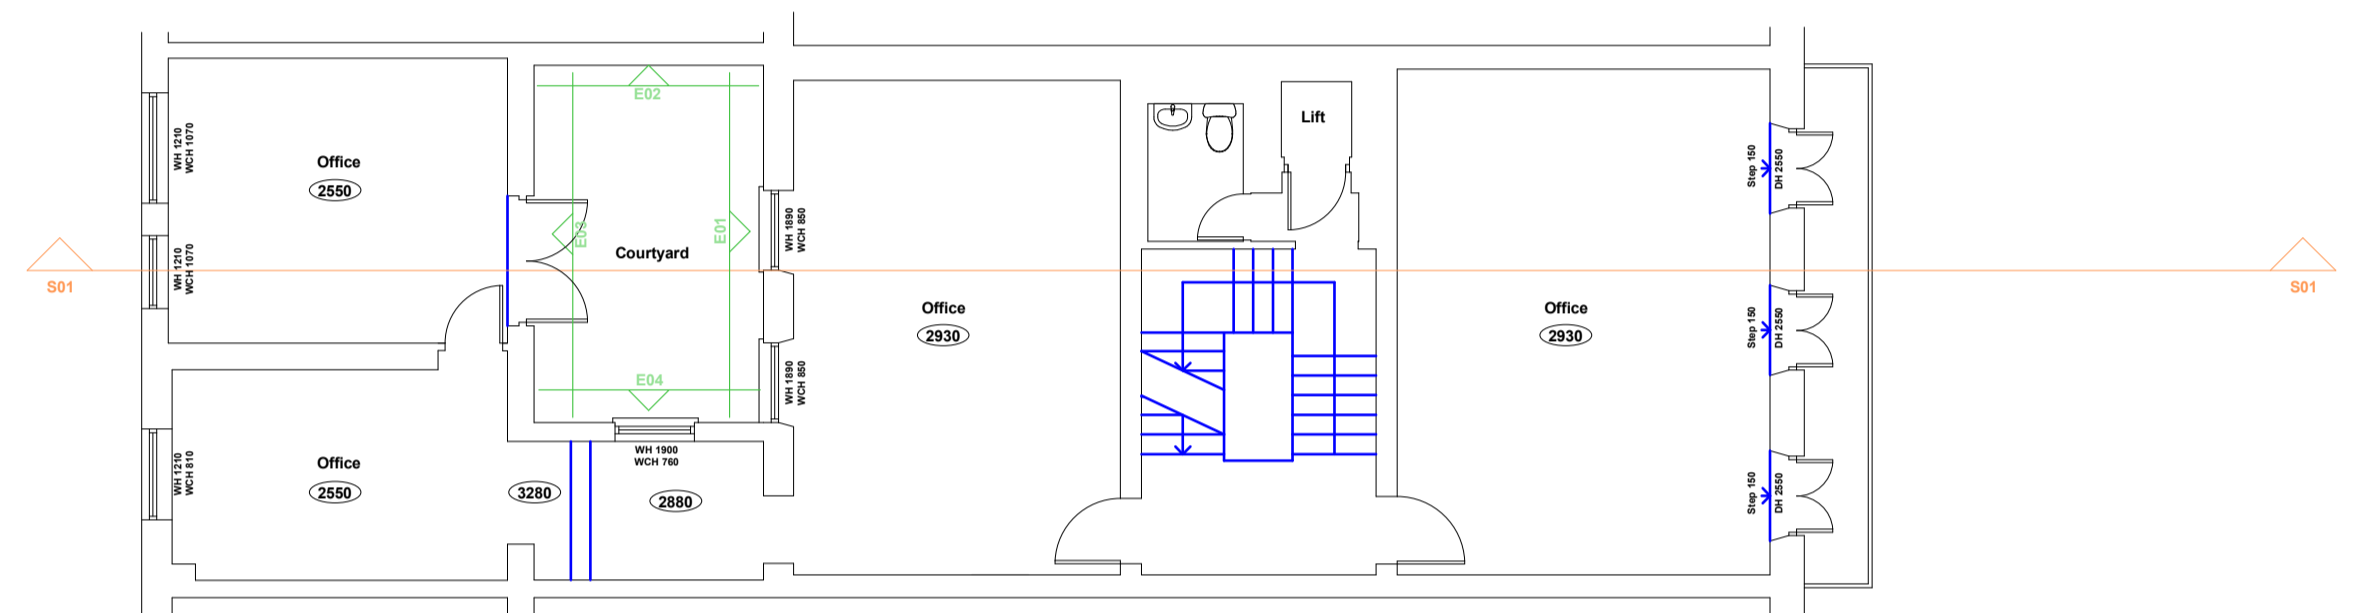 WH 1210
WCH 1070
Office
2550
WH 1210
WCH 1070
S01
WH 1210
WCH 810
Office
2550
3280
E02
E03
E01
Courtyard
E04
WH 1900
WCH 760
2880
WH 1890
WCH 850
WH 1890
WCH 850
Office
2930
Lift
Office
2930
Step 150
DH 2550
Step 150
DH 2550
Step 150
DH 2550
S01